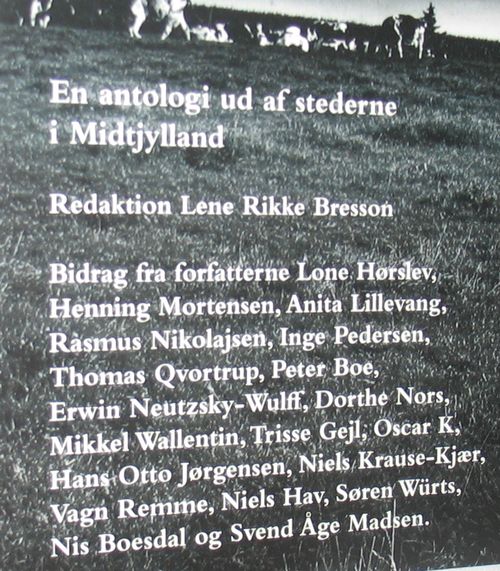 En antologi ud af stederne
i Midtjylland
Redaktion Lene Rikke Bresson
Bidrag fra forfatterne Lone Hørslev,
Henning Mortensen, Anita Lillevang,
Rasmus Nikolajsen, Inge Pedersen,
Thomas Qvortrup, Peter Boe,
Erwin Neutzsky-Wulff, Dorthe Nors,
Mikkel Wallentin, Trisse Gejl, Oscar K,
Hans Otto Jørgensen, Niels Krause-Kjær,
Vagn Remme, Niels Hav, Søren Würts,
Nis Boesdal og Svend Åge Madsen.